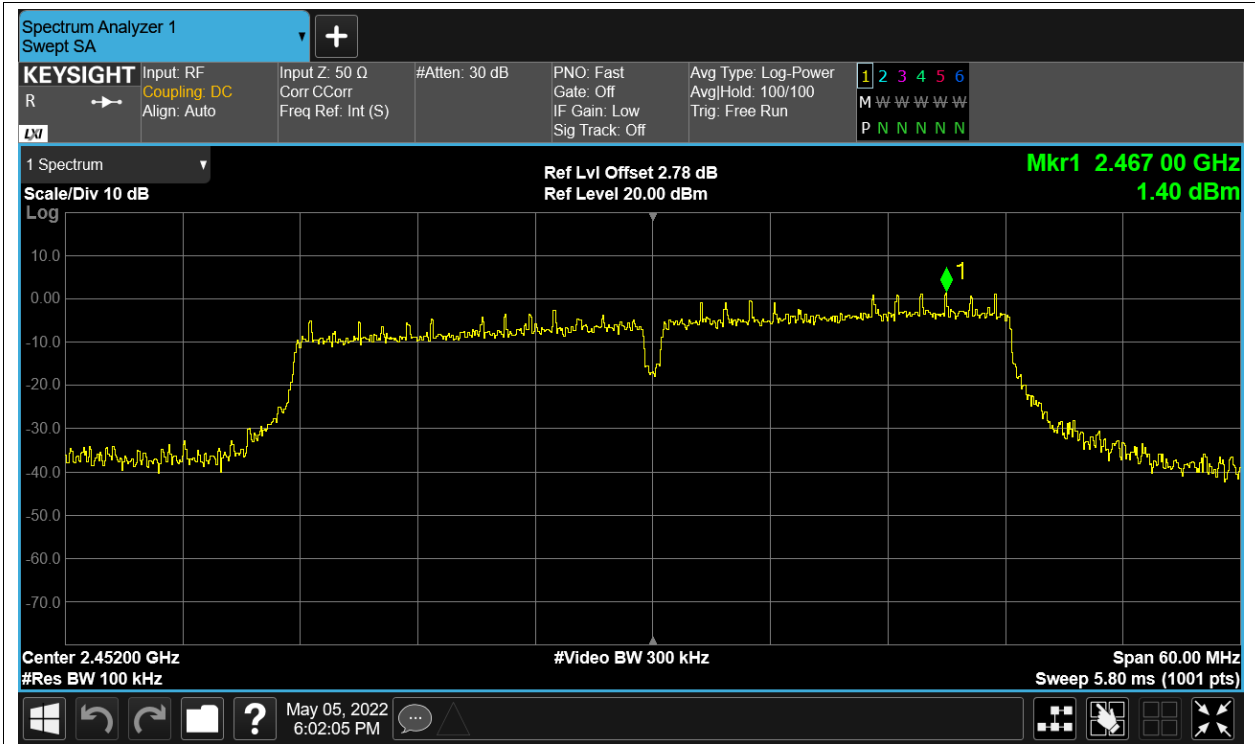 Spectrum Analyzer 1
Swept SA
KEYSIGHT
R
LXI
Input: RF
Coupling: DC
Align: Auto
Input Z: 50 Ω
Corr CCorr
Freq Ref: Int (S)
#Atten: 30 dB
PNO: Fast
Gate: Off
IF Gain: Low
Sig Track: Off
Avg Type: Log-Power
Avg|Hold: 100/100
Trig: Free Run
1 2 3 4 5 6
M W W W W W
P N N N N N
1 Spectrum
Scale/Div 10 dB
Ref Lvl Offset 2.78 dB
Ref Level 20.00 dBm
Mkr1 2.467 00 GHz
1.40 dBm
Log
10.0
0.00
-10.0
-20.0
-30.0
-40.0
-50.0
-60.0
-70.0
1
Center 2.45200 GHz
#Res BW 100 kHz
#Video BW 300 kHz
Span 60.00 MHz
Sweep 5.80 ms (1001 pts)
?
May 05, 2022
6:02:05 PM